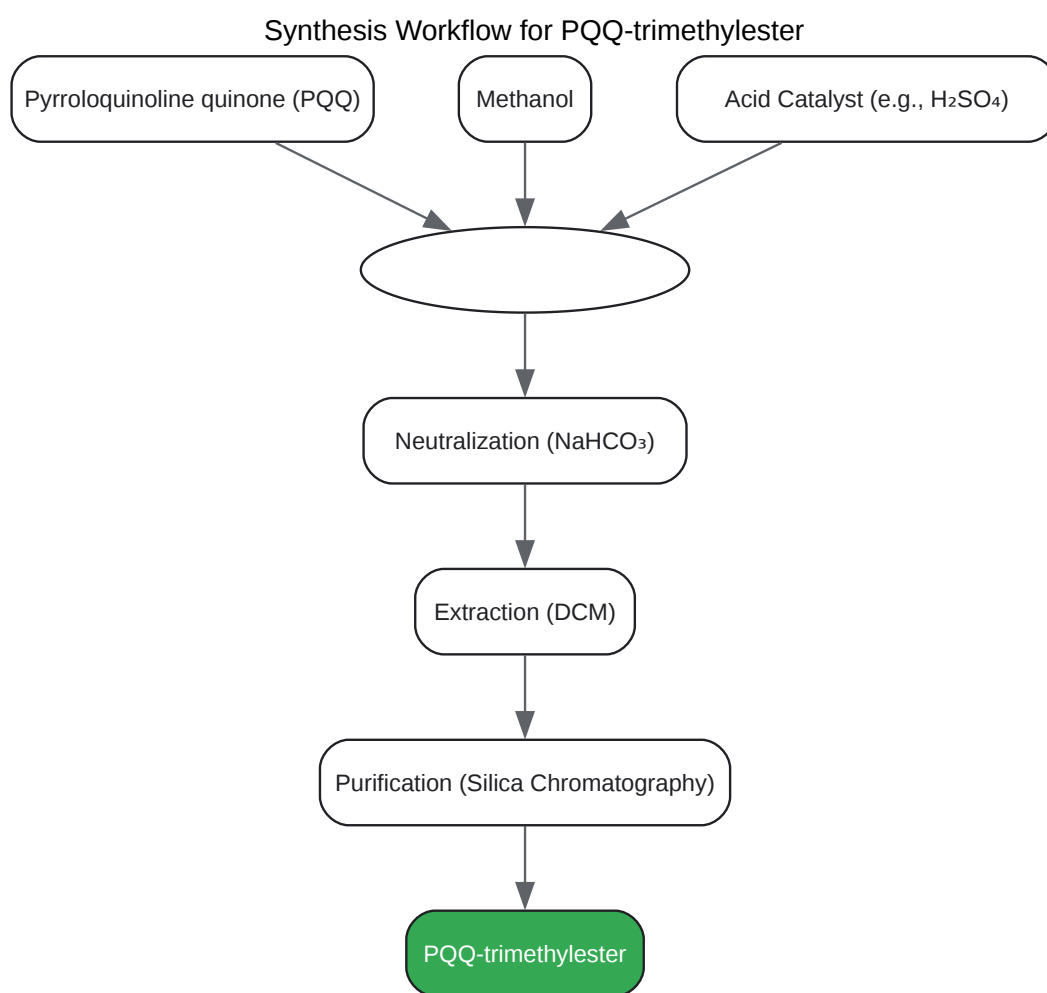 Synthesis Workflow for PQQ-trimethylester
Pyrroloquinoline quinone (PQQ)
Methanol
Acid Catalyst (e.g., H₂SO₄)
Neutralization (NaHCO₃)
Extraction (DCM)
Purification (Silica Chromatography)
PQQ-trimethylester